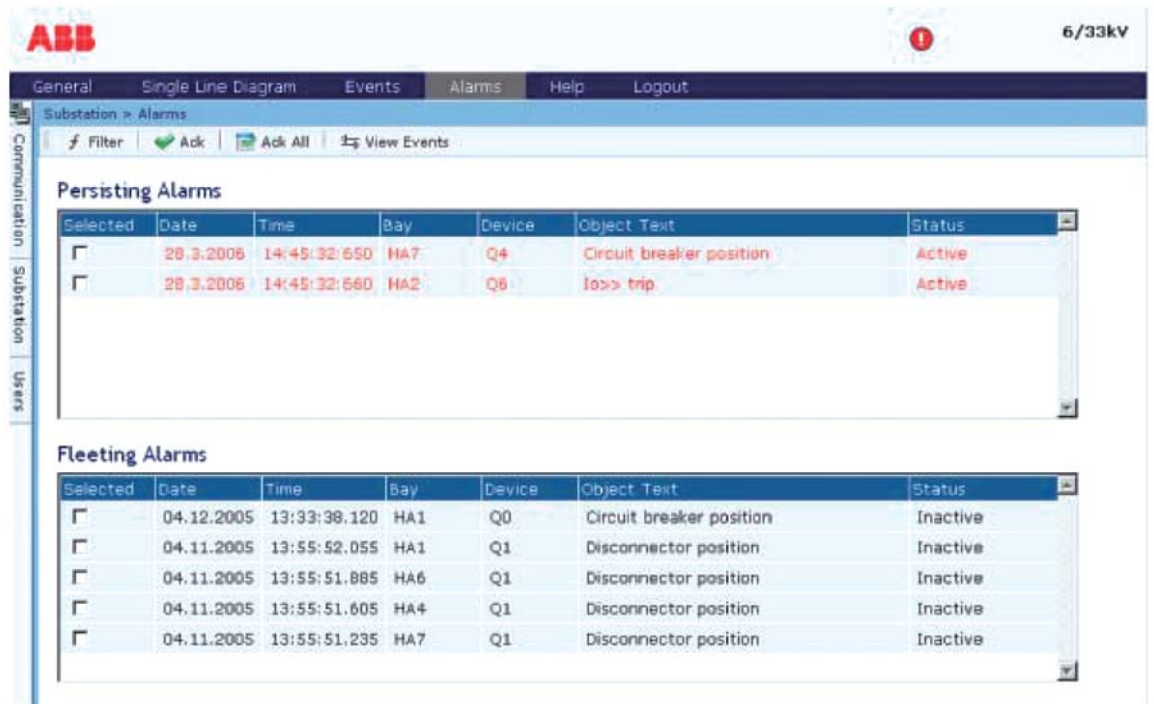 ABB
6/33kV
General Single Line Diagram Events Alarms Help Logout
Substation > Alarms
Filter Ack Ack All View Events
Communication
Substation
Users
Persisting Alarms
Selected Date Time Bay Device Object Text Status
28.3.2006 14:45:32:650 HA7 Q4 Circuit breaker position Active
28.3.2006 14:45:32:660 HA2 Q6 Io>> trip Active
Fleeting Alarms
Selected Date Time Bay Device Object Text Status
04.12.2005 13:33:38.120 HA1 Q0 Circuit breaker position Inactive
04.11.2005 13:55:52.055 HA1 Q1 Disconnector position Inactive
04.11.2005 13:55:51.885 HA6 Q1 Disconnector position Inactive
04.11.2005 13:55:51.605 HA4 Q1 Disconnector position Inactive
04.11.2005 13:55:51.235 HA7 Q1 Disconnector position Inactive